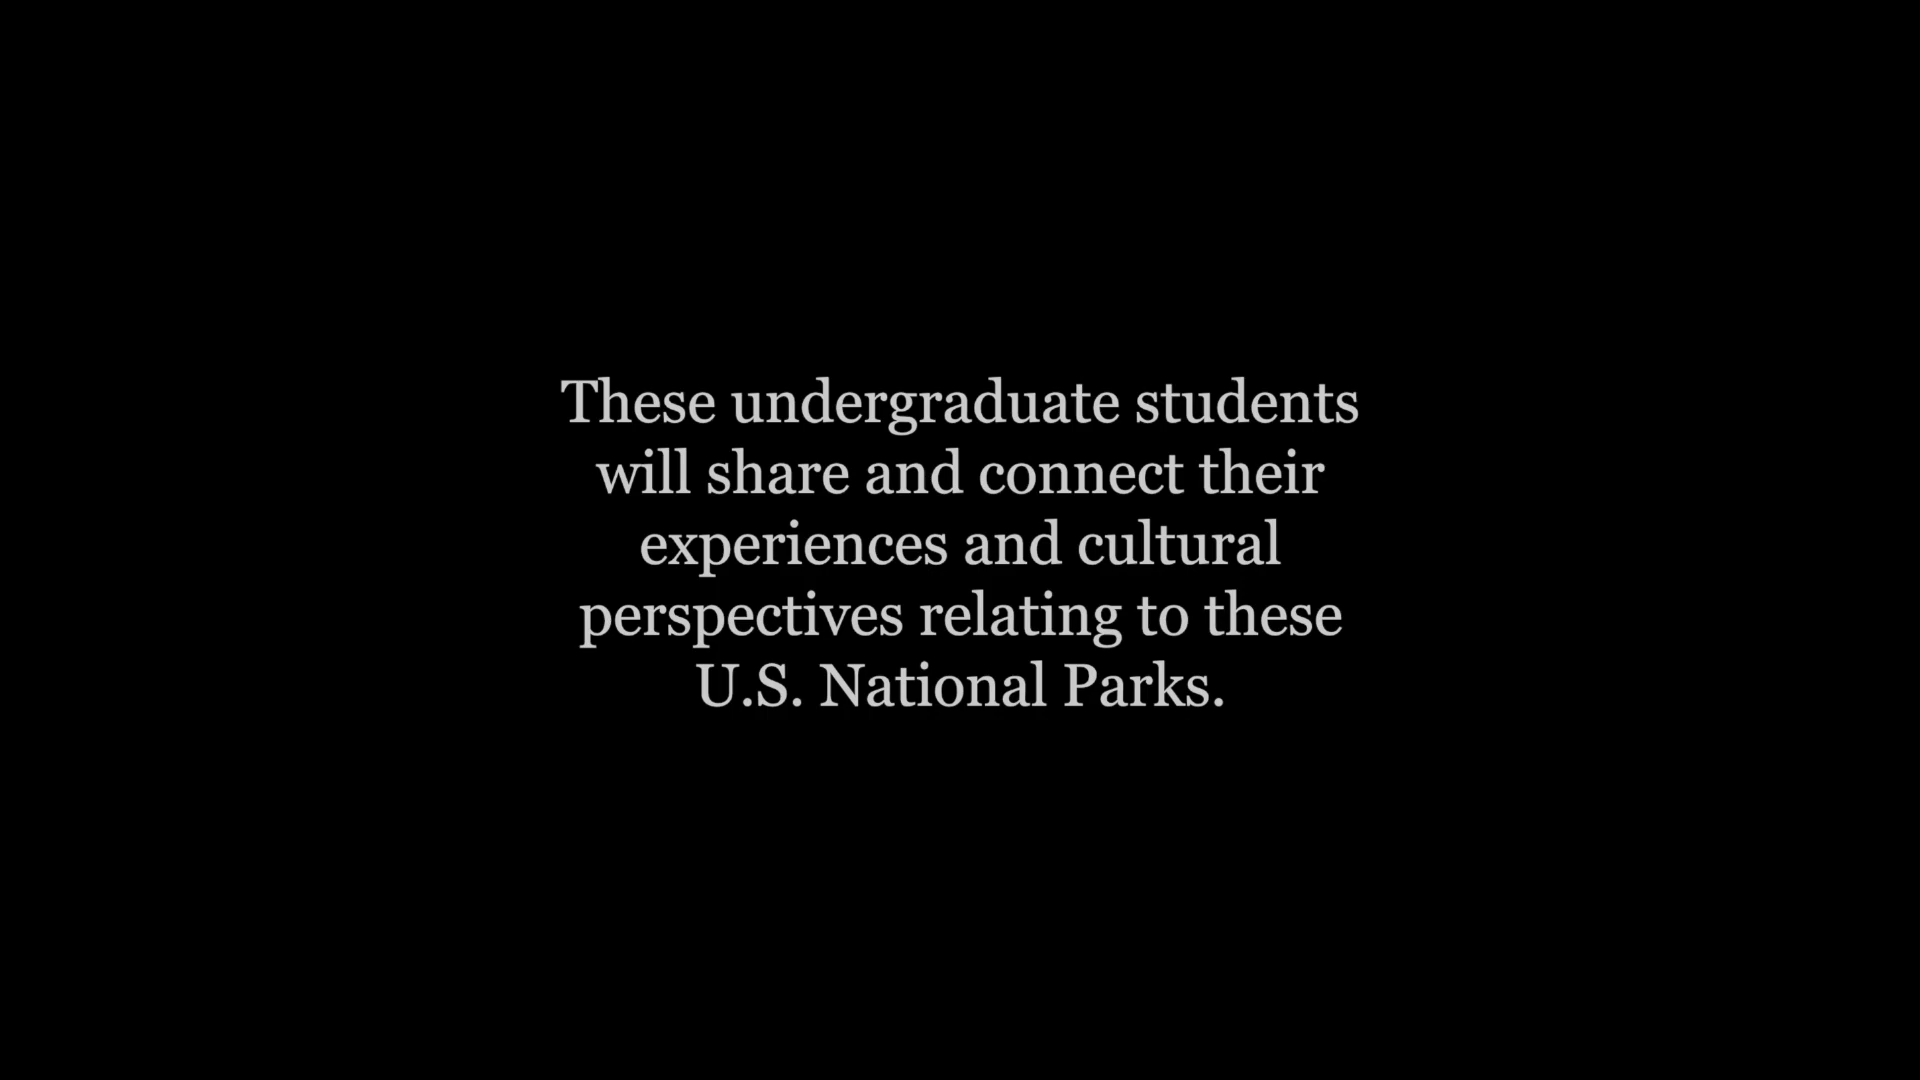 These undergraduate students
will share and connect their
experiences and cultural
perspectives relating to these
U.S. National Parks.